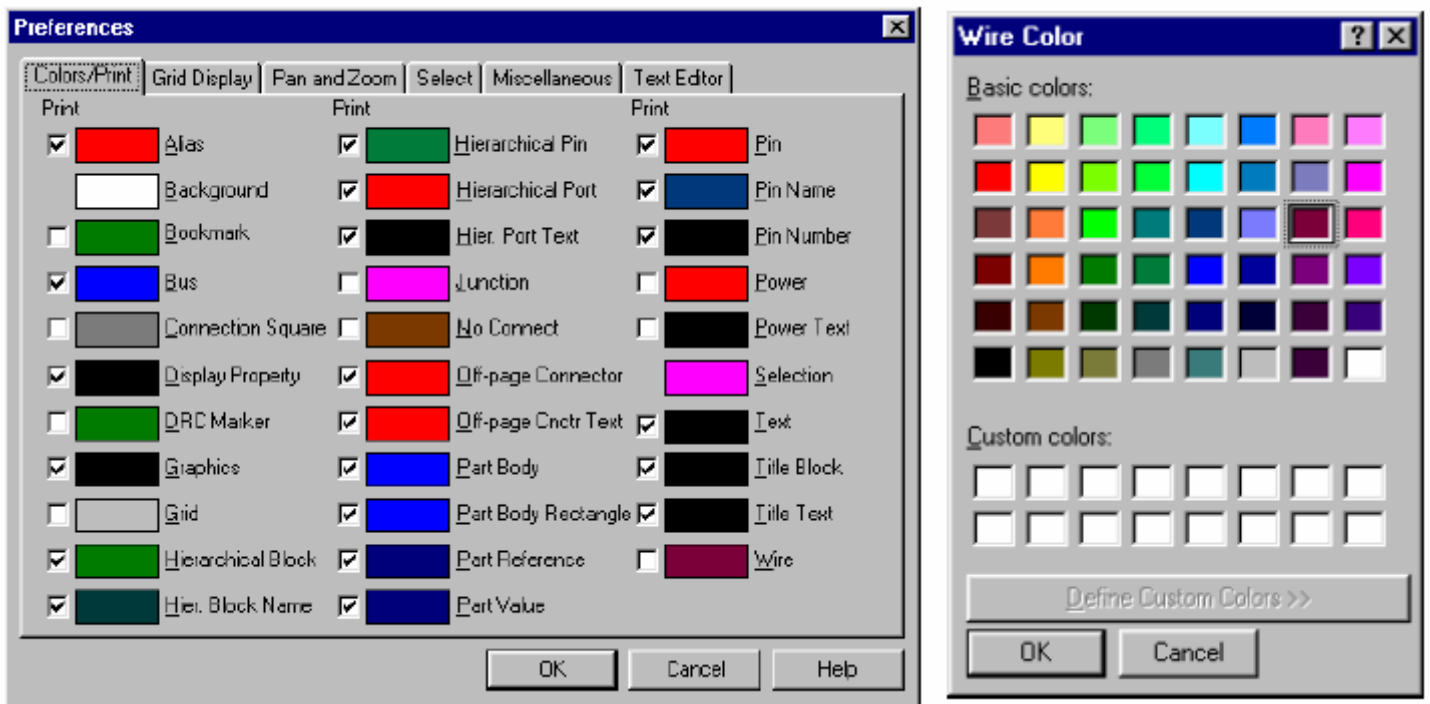 Preferences
Colors/Print Grid Display Pan and Zoom Select Miscellaneous Text Editor
Print Print Print
Alias Hierarchical Pin Pin
Background Hierarchical Port Pin Name
Bookmark Hier. Port Text Pin Number
Bus Junction Power
Connection Square No Connect Power Text
Display Property Off-page Connector Selection
DRC Marker Off-page Cnctr Text Text
Graphics Part Body Title Block
Grid Part Body Rectangle Title Text
Hierarchical Block Part Reference Wire
Hier. Block Name Part Value
OK Cancel Help
Wire Color ?
Basic colors:
Custom colors:
Define Custom Colors >>
OK Cancel